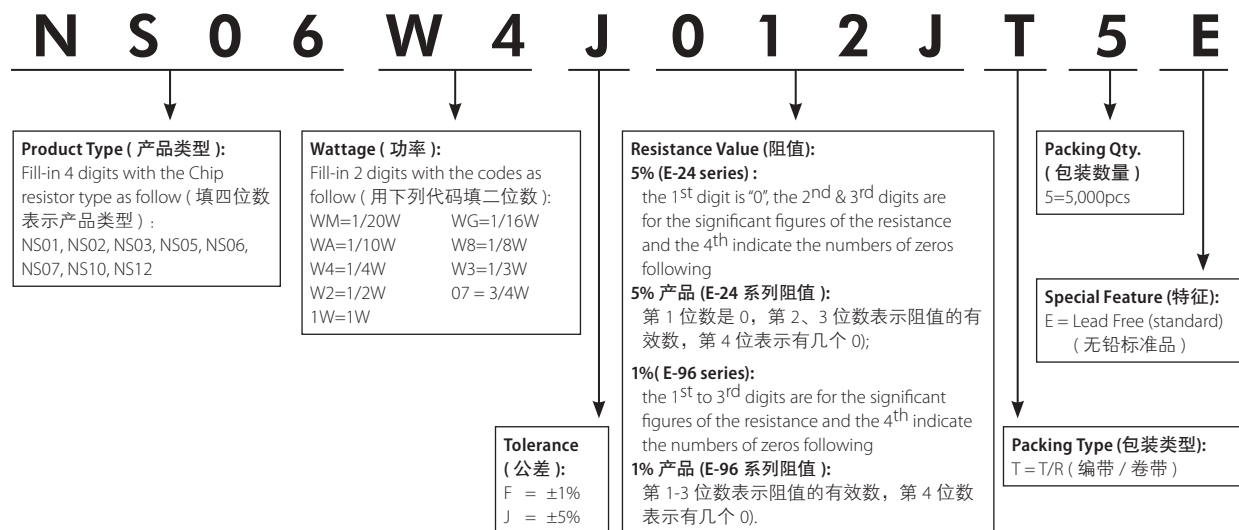 NS06W4J012JT5E
Product Type ( 产品类型 ):
Fill-in 4 digits with the Chip
resistor type as follow ( 填四位数
表示产品类型 ) :
NS01, NS02, NS03, NS05, NS06,
NS07, NS10, NS12
Wattage ( 功率 ):
Fill-in 2 digits with the codes as
follow ( 用下列代码填二位数 ):
WM=1/20W WG=1/16W
WA=1/10W W8=1/8W
W4=1/4W W3=1/3W
W2=1/2W 07 = 3/4W
1W=1W
Tolerance
( 公差 ):
F = ±1%
J = ±5%
Resistance Value (阻值):
5% (E-24 series) :
the 1st digit is “0”, the 2nd & 3rd digits are
for the significant figures of the resistance
and the 4th indicate the numbers of zeros
following
5% 产品 (E-24 系列阻值 ):
第 1 位数是 0，第 2、3 位数表示阻值的有
效数，第 4 位表示有几个 0);
1%( E-96 series):
the 1st to 3rd digits are for the significant
figures of the resistance and the 4th indicate
the numbers of zeros following
1% 产品 (E-96 系列阻值 ):
第 1-3 位数表示阻值的有效数，第 4 位数
表示有几个 0).
Packing Type (包装类型):
T = T/R ( 编带 / 卷带 )
Packing Qty.
( 包装数量 )
5=5,000pcs
Special Feature (特征):
E = Lead Free (standard)
( 无铅标准品 )